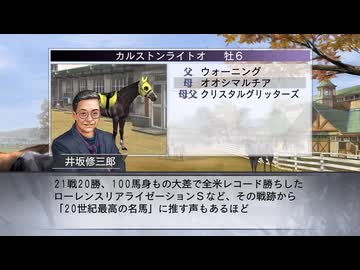 カルストンライトオ 牡6
父 ウォーニング
母 オオシマルチア
母父 クリスタルグリッターズ
井坂修三郎
21戦20勝、100馬身もの大差で全米レコード勝ちした
ローレンスリアライゼーションSなど、その戦跡から
「20世紀最高の名馬」に推す声もあるほど